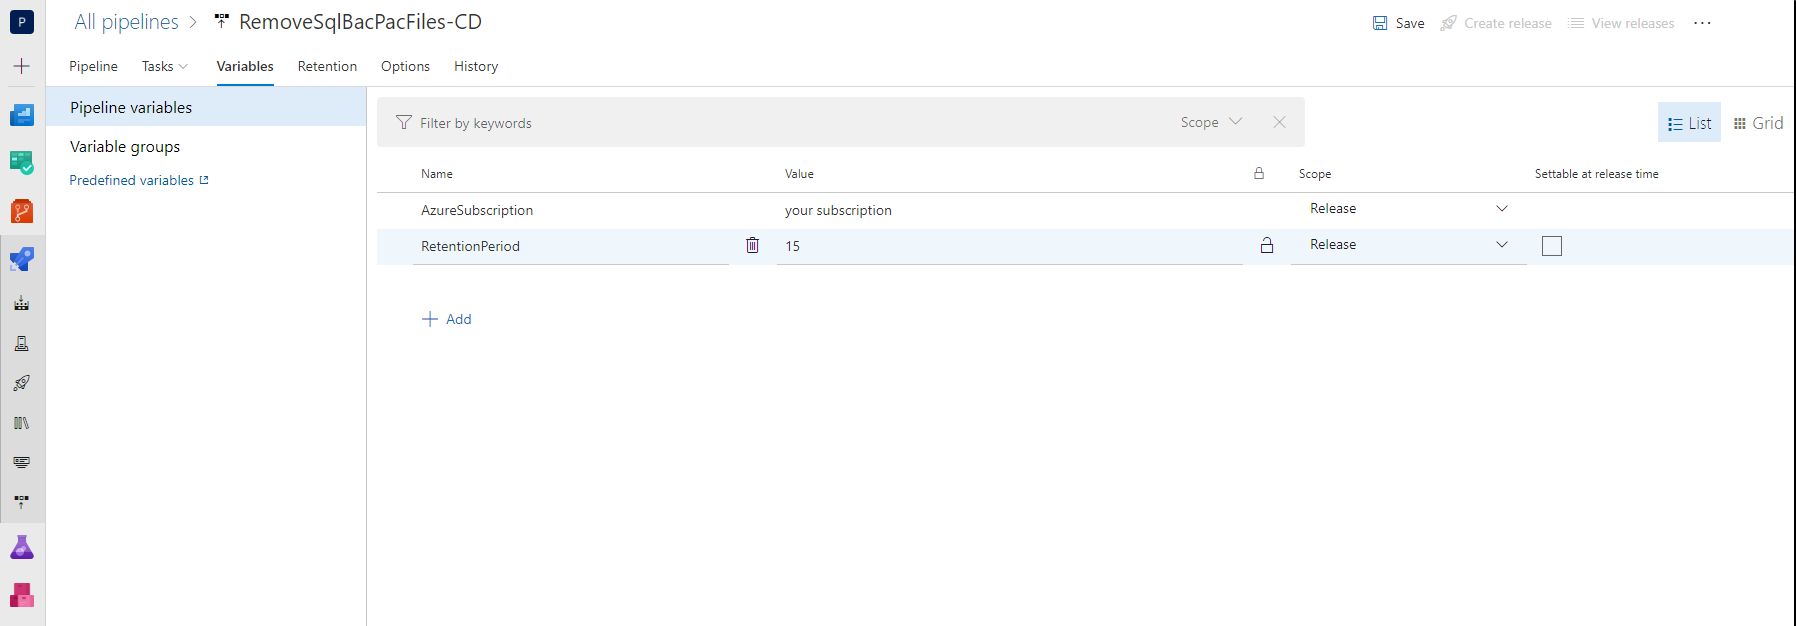 P
All pipelines > RemoveSqlBacPacFiles-CD
Save
Create release
View releases
...
Pipeline
Tasks
Variables
Retention
Options
History
Pipeline variables
Variable groups
Predefined variables
Filter by keywords
Scope
List
Grid
Name
Value
Scope
Settable at release time
AzureSubscription
your subscription
Release
RetentionPeriod
15
Release
+ Add